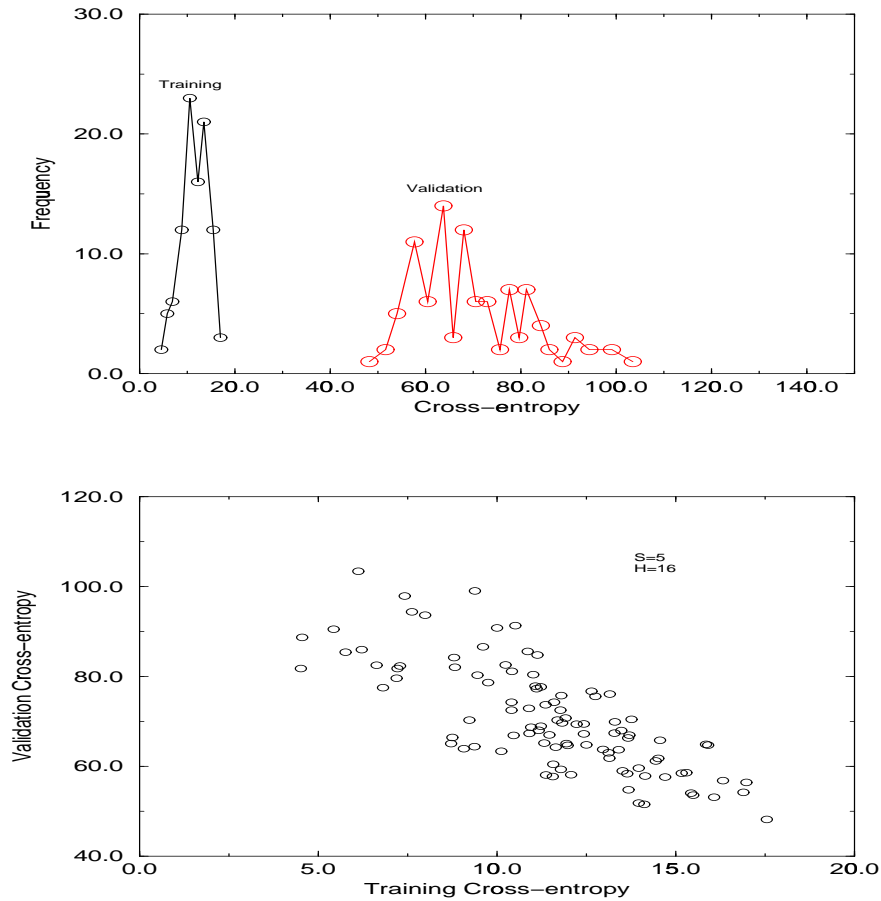 30.0
20.0
10.0
0.0
Frequency
Training
Validation
0.0 20.0 40.0 60.0 80.0 100.0 120.0 140.0
Cross-entropy
120.0
100.0
80.0
60.0
40.0
Validation Cross-entropy
S=5
H=16
0.0 5.0 10.0 15.0 20.0
Training Cross-entropy